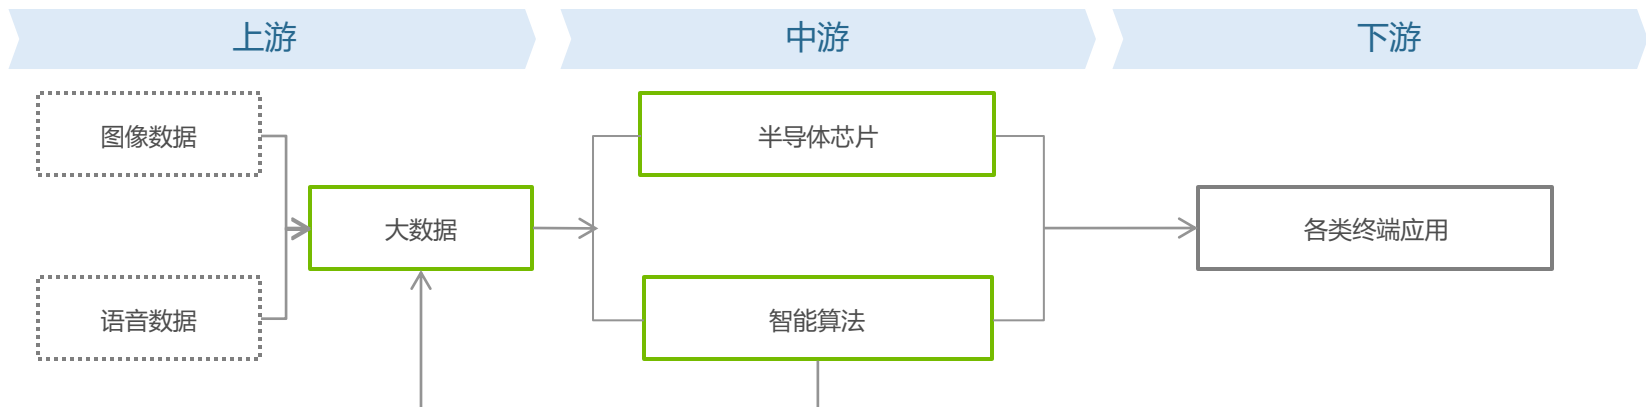 上游
中游
下游
图像数据
半导体芯片
大数据
各类终端应用
语音数据
智能算法